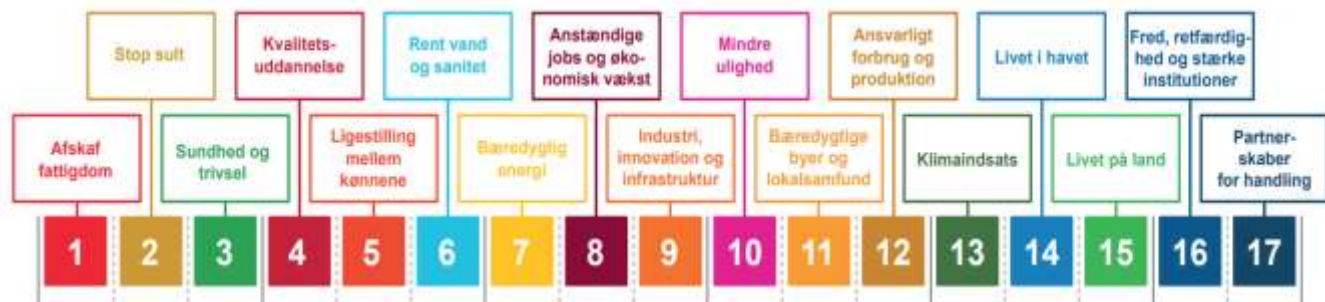 Stop sult
Kvalitets-
uddannelse
Rent vand
og sanitet
Anstændige
jobs og øko-
nomisk vækst
Mindre
ulighed
Ansvarligt
forbrug og
produktion
Livet i havet
Fred, retfærdig-
hed og stærke
institutioner
Afskaf
fattigdom
Sundhed og
trivsel
Ligestilling
mellem
kønnene
Bæredygtig
energi
Industri,
innovation og
infrastruktur
Bæredygtige
byer og
lokalsamfund
Klimaindsats
Livet på land
Partner-
skaber
for handling
1 2 3 4 5 6 7 8 9 10 11 12 13 14 15 16 17